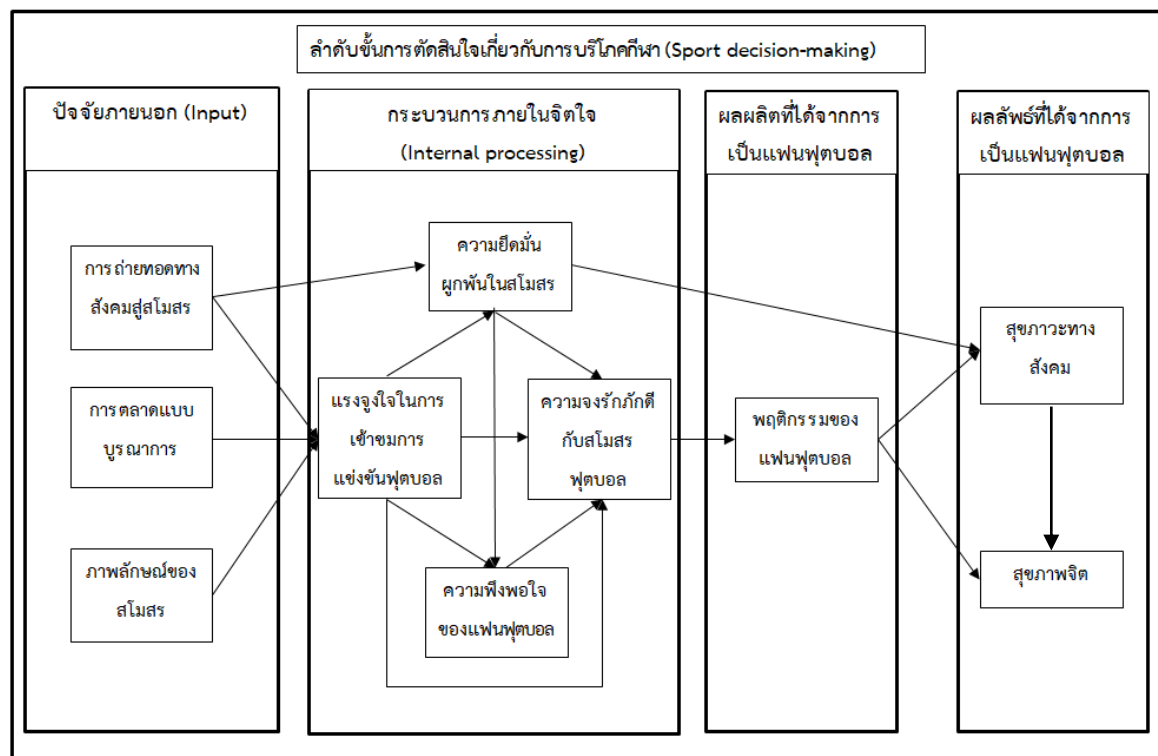 ลำดับขั้นการตัดสินใจเกี่ยวกับการบริโภคกีฬา (Sport decision-making)
ปัจจัยภายนอก (Input)
กระบวนการภายในจิตใจ
(Internal processing)
ผลผลิตที่ได้จากการ
เป็นแฟนฟุตบอล
ผลลัพธ์ที่ได้จากการ
เป็นแฟนฟุตบอล
การถ่ายทอดทาง
สังคมสู่สโมสร
การตลาดแบบ
บูรณาการ
ภาพลักษณ์ของ
สโมสร
ความยึดมั่น
ผูกพันในสโมสร
แรงจูงใจในการ
เข้าชมการ
แข่งขันฟุตบอล
ความจงรักภักดี
กับสโมสร
ฟุตบอล
ความพึงพอใจ
ของแฟนฟุตบอล
พฤติกรรมของ
แฟนฟุตบอล
สุขภาวะทาง
สังคม
สุขภาพจิต